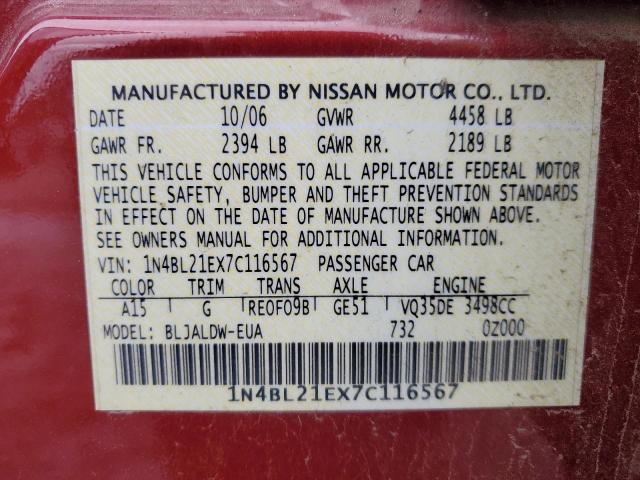 MANUFACTURED BY NISSAN MOTOR CO., LTD.
DATE 10/06 GVWR 4458 LB
GAWR FR. 2394 LB GAWR RR. 2189 LB
THIS VEHICLE CONFORMS TO ALL APPLICABLE FEDERAL MOTOR
VEHICLE SAFETY, BUMPER AND THEFT PREVENTION STANDARDS
IN EFFECT ON THE DATE OF MANUFACTURE SHOWN ABOVE.
SEE OWNERS MANUAL FOR ADDITIONAL INFORMATION.
VIN: 1N4BL21EX7C116567 PASSENGER CAR
COLOR TRIM TRANS AXLE ENGINE
A15 G REOFO9B GE51 VQ35DE 3498CC
MODEL: BLJALDW-EUA 732 0Z000
1N4BL21EX7C116567